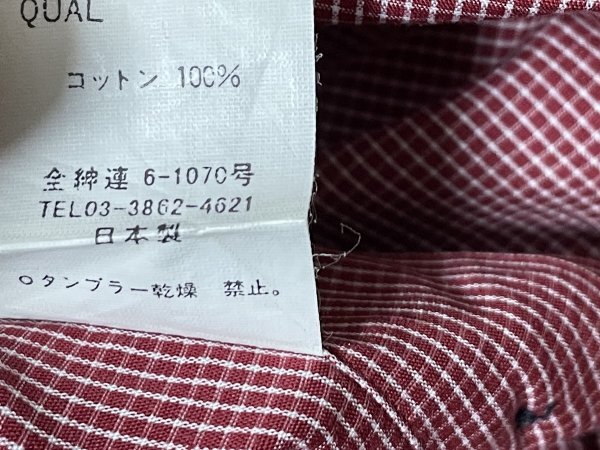 QUAL
コットン 100%
全紳連 6-1070号
TEL03-3862-4621
日本製
○タンブラー乾燥 禁止。